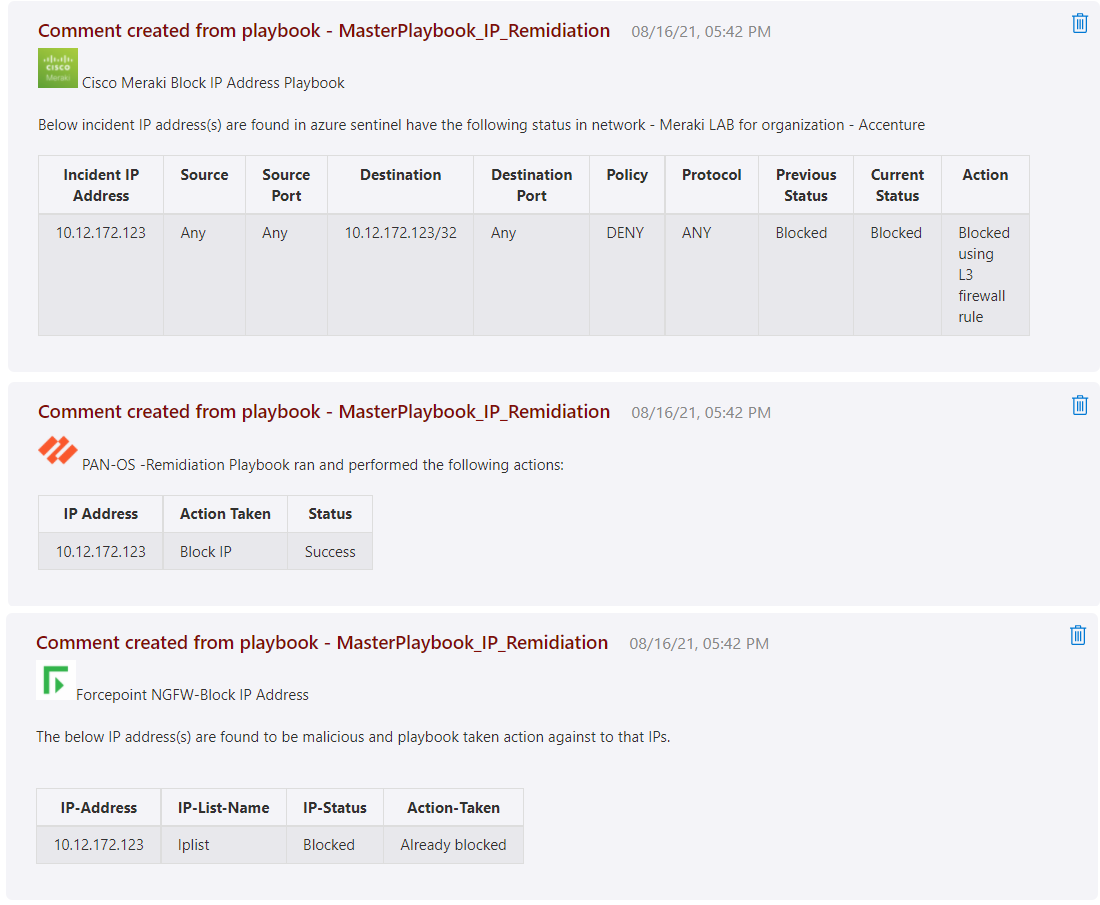 Comment created from playbook - MasterPlaybook_IP_Remidiation 08/16/21, 05:42 PM
CISCO
Meraki
Cisco Meraki Block IP Address Playbook
Below incident IP address(s) are found in azure sentinel have the following status in network - Meraki LAB for organization - Accenture
Incident IP Address Source Source Port Destination Destination Port Policy Protocol Previous Status Current Status Action
10.12.172.123 Any Any 10.12.172.123/32 Any DENY ANY Blocked Blocked Blocked
using
L3
firewall
rule
Comment created from playbook - MasterPlaybook_IP_Remidiation 08/16/21, 05:42 PM
PAN-OS -Remidiation Playbook ran and performed the following actions:
IP Address Action Taken Status
10.12.172.123 Block IP Success
Comment created from playbook - MasterPlaybook_IP_Remidiation 08/16/21, 05:42 PM
Forcepoint NGFW-Block IP Address
The below IP address(s) are found to be malicious and playbook taken action against to that IPs.
IP-Address IP-List-Name IP-Status Action-Taken
10.12.172.123 Iplist Blocked Already blocked